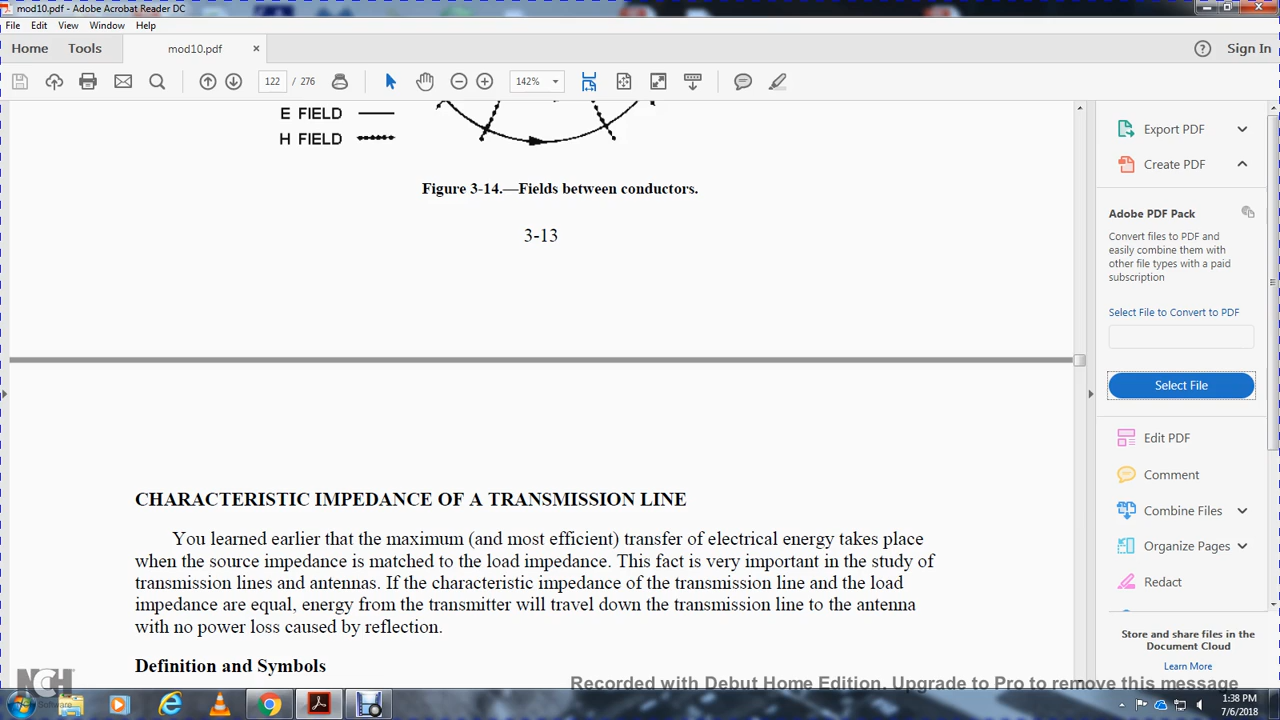 mod10.pdf - Adobe Acrobat Reader DC
File Edit View Window Help
Home Tools mod10.pdf × Sign In
122 / 276 142%
E FIELD
H FIELD
Figure 3-14.—Fields between conductors.
3-13
CHARACTERISTIC IMPEDANCE OF A TRANSMISSION LINE
You learned earlier that the maximum (and most efficient) transfer of electrical energy takes place
when the source impedance is matched to the load impedance. This fact is very important in the study of
transmission lines and antennas. If the characteristic impedance of the transmission line and the load
impedance are equal, energy from the transmitter will travel down the transmission line to the antenna
with no power loss caused by reflection.
Definition and Symbols
Export PDF
Create PDF
Adobe PDF Pack
Convert files to PDF and
easily combine them with
other file types with a paid
subscription
Select File to Convert to PDF
Select File
Edit PDF
Comment
Combine Files
Organize Pages
Redact
Store and share files in the
Document Cloud
Learn More
NCH
Software
Recorded with Debut Home Edition. Upgrade to Pro to remove this message
1:38 PM
7/6/2018